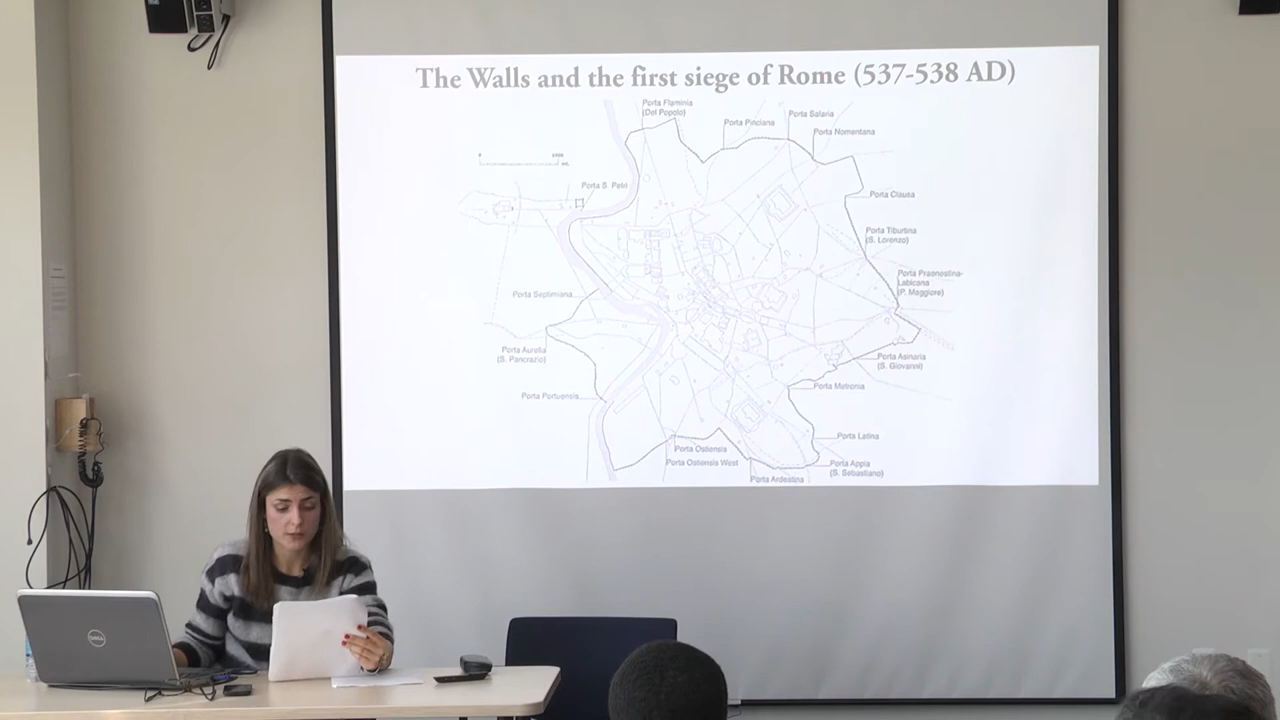 The Walls and the first siege of Rome (537-538 AD)
Porta Flaminia
(Del Popolo)
Porta Pinciana
Porta Salaria
Porta Nomentana
Porta S. Petri
Porta Clausa
Porta Tiburtina
(S. Lorenzo)
Porta Praenestina-
Labicana
(P. Maggiore)
Porta Septimiana
Porta Aurelia
(S. Pancrazio)
Porta Asinaria
(S. Giovanni)
Porta Metronia
Porta Portuensis
Porta Latina
Porta Ostiensis
Porta Ostiensis West
Porta Appia
(S. Sebastiano)
Porta Ardeatina
DELL